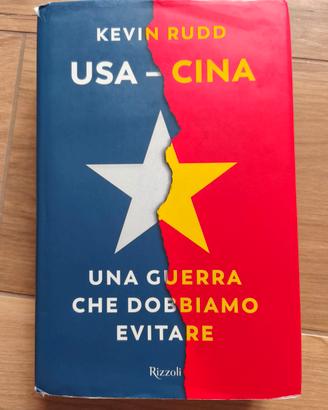 KEVIN RUDD
USA – CINA
UNA GUERRA
CHE DOBBIAMO
EVITARE
Rizzoli